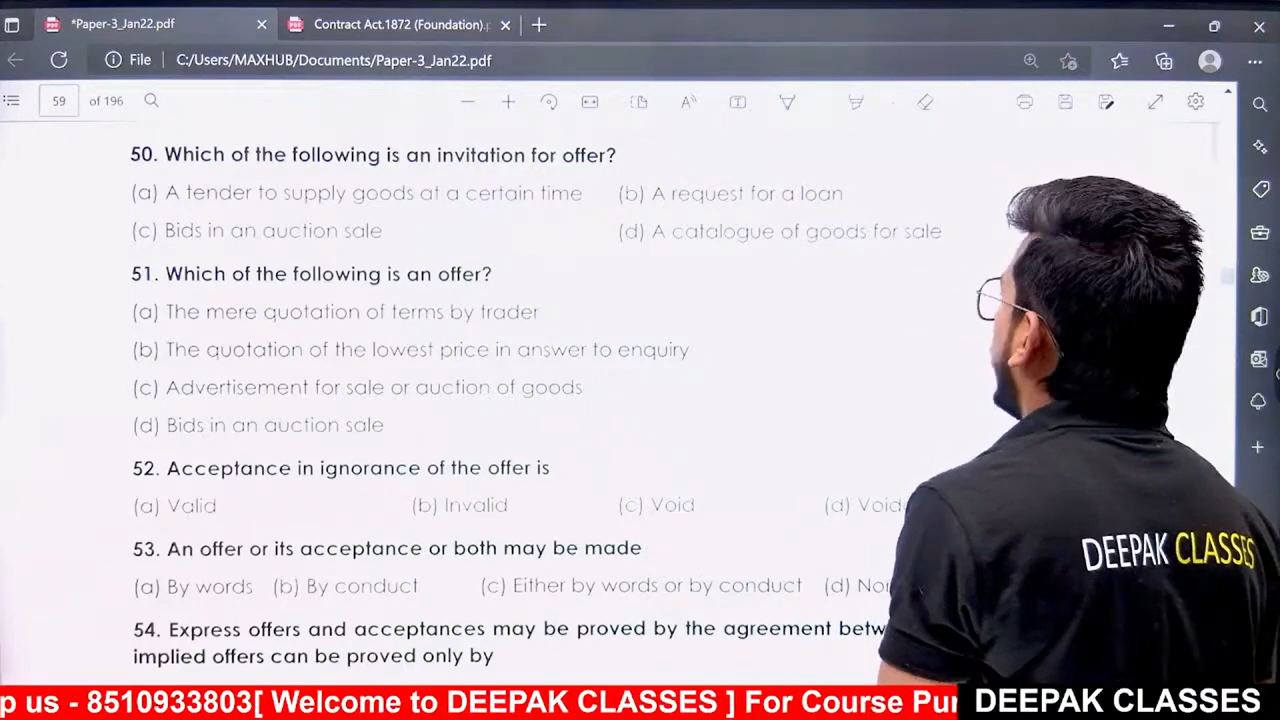 *Paper-3_Jan22.pdf
Contract Act.1872 (Foundation).p
File C:/Users/MAXHUB/Documents/Paper-3_Jan22.pdf
59 of 196
50. Which of the following is an invitation for offer?
(a) A tender to supply goods at a certain time (b) A request for a loan
(c) Bids in an auction sale (d) A catalogue of goods for sale
51. Which of the following is an offer?
(a) The mere quotation of terms by trader
(b) The quotation of the lowest price in answer to enquiry
(c) Advertisement for sale or auction of goods
(d) Bids in an auction sale
52. Acceptance in ignorance of the offer is
(a) Valid (b) Invalid (c) Void (d) Void
53. An offer or its acceptance or both may be made
(a) By words (b) By conduct (c) Either by words or by conduct (d)
54. Express offers and acceptances may be proved by the agreement
implied offers can be proved only by
DEEPAK CLASSES
p us - 8510933803[ Welcome to DEEPAK CLASSES ] For Course Pur
DEEPAK CLASSES